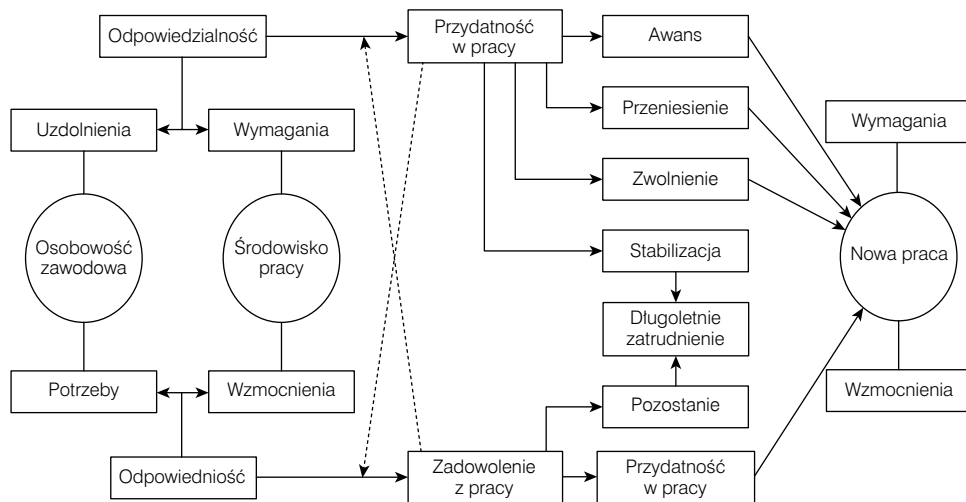 Odpowiedzialność
Przydatność
w pracy
Awans
Uzdolnienia
Wymagania
Przeniesienie
Wymagania
Zwolnienie
Osobowość
zawodowa
Środowisko
pracy
Stabilizacja
Nowa praca
Długoletnie
zatrudnienie
Potrzeby
Wzmocnienia
Pozostanie
Wzmocnienia
Odpowiedniość
Zadowolenie
z pracy
Przydatność
w pracy